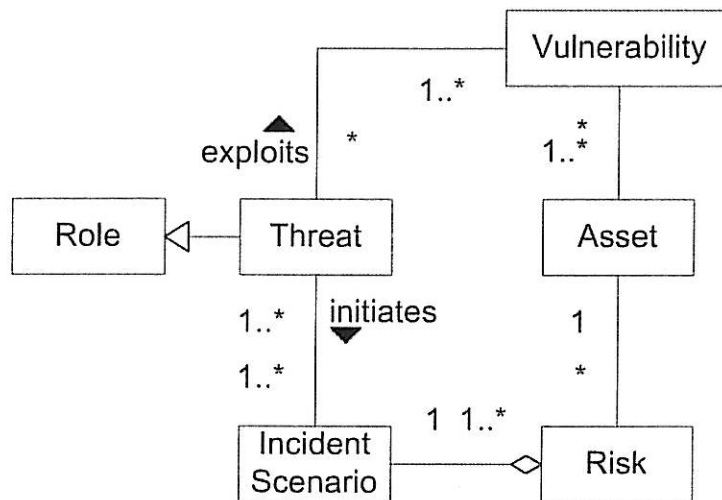 Vulnerability
1..*
exploits
*
*
1..*
Role
Threat
Asset
1..*
initiates
1
1..*
*
1 1..*
Incident
Scenario
Risk